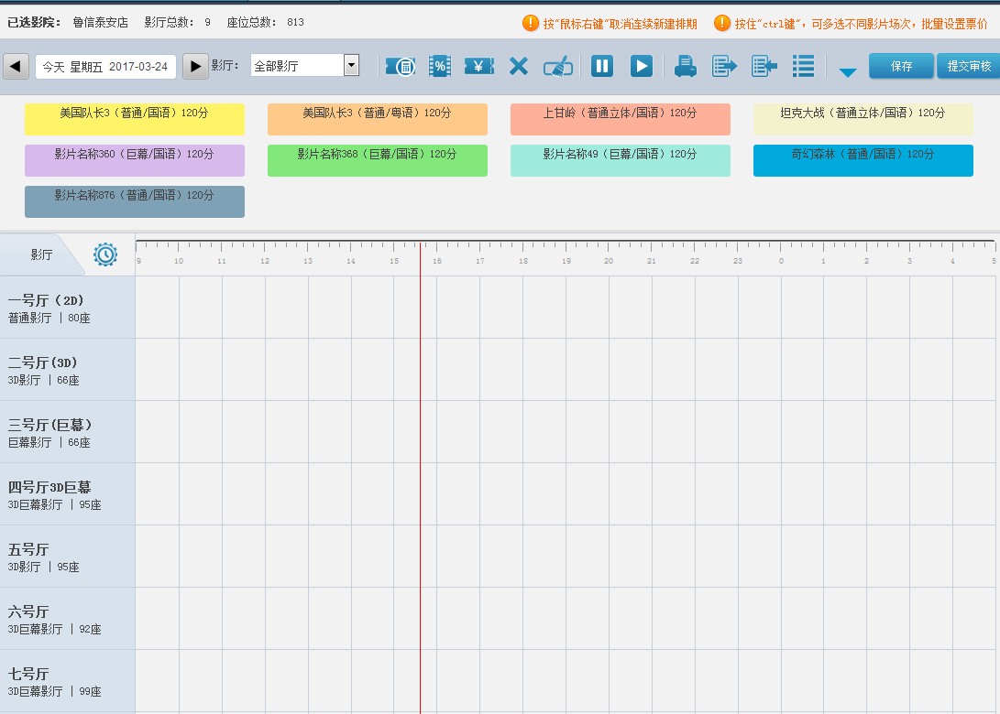 已选影院： 鲁信泰安店 影厅总数： 9 座位总数： 813
按"鼠标右键"取消连续新建排期 按住"ctrl键"，可多选不同影片场次，批量设置票价
今天 星期五 2017-03-24 影厅： 全部影厅 保存 提交审核
美国队长3（普通/国语）120分 美国队长3（普通/粤语）120分 上甘岭（普通立体/国语）120分 坦克大战（普通立体/国语）120分
影片名称360（巨幕/国语）120分 影片名称368（巨幕/国语）120分 影片名称49（巨幕/国语）120分 奇幻森林（普通/国语）120分
影片名称876（普通/国语）120分
影厅
9 10 11 12 13 14 15 16 17 18 19 20 21 22 23 0 1 2 3 4 5
一号厅（2D)
普通影厅 | 80座
二号厅(3D)
3D影厅 | 66座
三号厅(巨幕）
巨幕影厅 | 66座
四号厅3D巨幕
3D巨幕影厅 | 95座
五号厅
3D影厅 | 95座
六号厅
3D巨幕影厅 | 92座
七号厅
3D巨幕影厅 | 99座